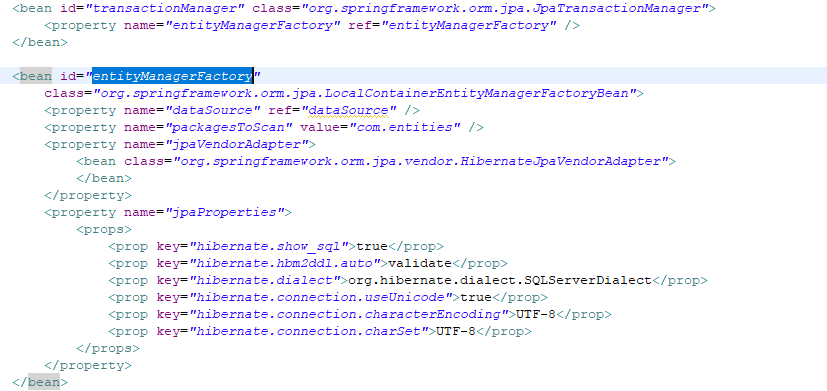 <bean id="transactionManager" class="org.springframework.orm.jpa.JpaTransactionManager">
    <property name="entityManagerFactory" ref="entityManagerFactory" />
</bean>

<bean id="entityManagerFactory"
    class="org.springframework.orm.jpa.LocalContainerEntityManagerFactoryBean">
    <property name="dataSource" ref="dataSource" />
    <property name="packagesToScan" value="com.entities" />
    <property name="jpaVendorAdapter">
        <bean class="org.springframework.orm.jpa.vendor.HibernateJpaVendorAdapter">
        </bean>
    </property>
    <property name="jpaProperties">
        <props>
            <prop key="hibernate.show_sql">true</prop>
            <prop key="hibernate.hbm2ddl.auto">validate</prop>
            <prop key="hibernate.dialect">org.hibernate.dialect.SQLServerDialect</prop>
            <prop key="hibernate.connection.useUnicode">true</prop>
            <prop key="hibernate.connection.characterEncoding">UTF-8</prop>
            <prop key="hibernate.connection.charSet">UTF-8</prop>
        </props>
    </property>
</bean>